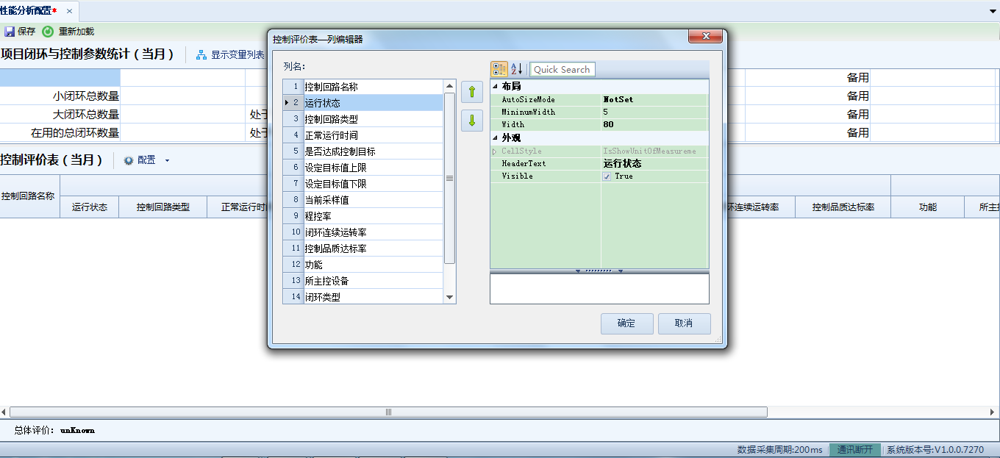 性能分析配置*
保存 重新加载
项目闭环与控制参数统计（当月） 显示变量列表
备用
小闭环总数量 备用
大闭环总数量 处于 备用
在用的总闭环数量 处于 备用
控制评价表（当月） 配置
控制回路名称
运行状态 控制回路类型 正常运行时 环连续运转率 控制品质达标率 功能 所主控
控制评价表—列编辑器
列名:
1 控制回路名称
2 运行状态
3 控制回路类型
4 正常运行时间
5 是否达成控制目标
6 设定目标值上限
7 设定目标值下限
8 当前采样值
9 程控率
10 闭环连续运转率
11 控制品质达标率
12 功能
13 所主控设备
14 闭环类型
Quick Search
布局
AutoSizeMode NotSet
MininumWidth 5
Width 80
外观
CellStyle IsShowUnitOfMeasureme
HeaderText 运行状态
Visible True
确定 取消
总体评价: unKnown
数据采集周期:200ms 通讯断开 系统版本号:V1.0.0.7270